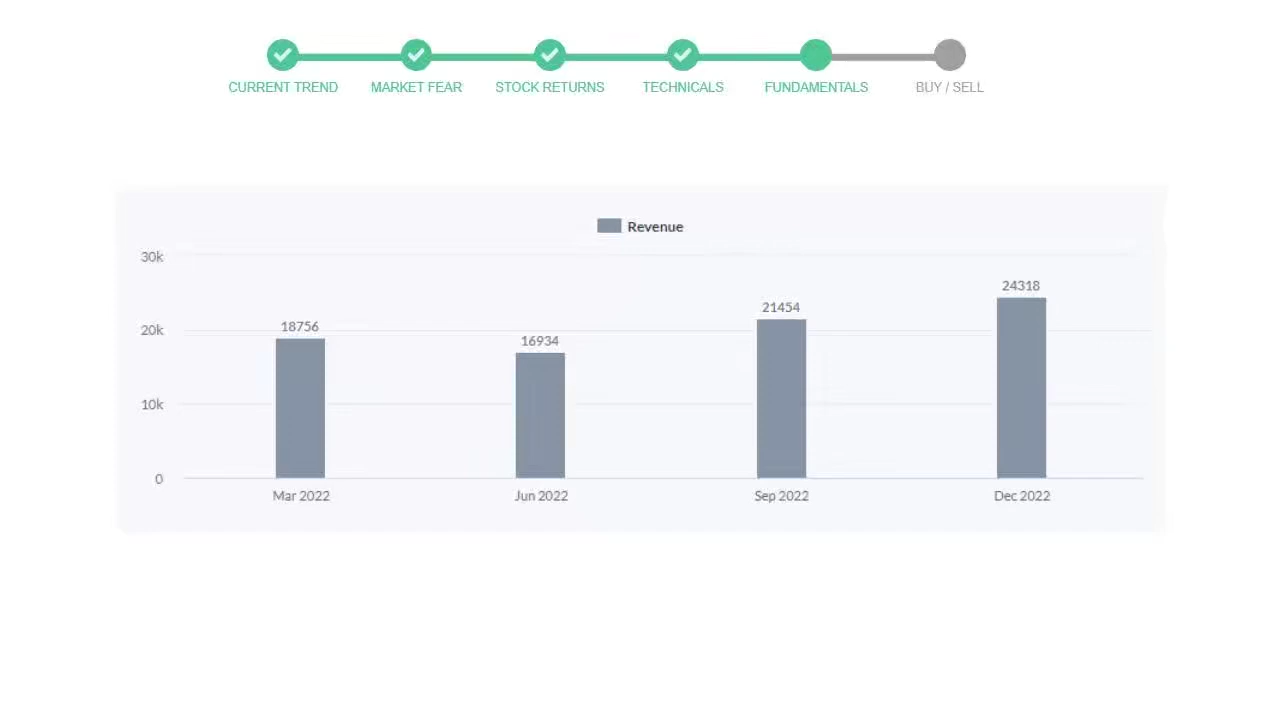 CURRENT TREND
MARKET FEAR
STOCK RETURNS
TECHNICALS
FUNDAMENTALS
BUY / SELL
Revenue
30k
20k
10k
0
18756
16934
21454
24318
Mar 2022
Jun 2022
Sep 2022
Dec 2022